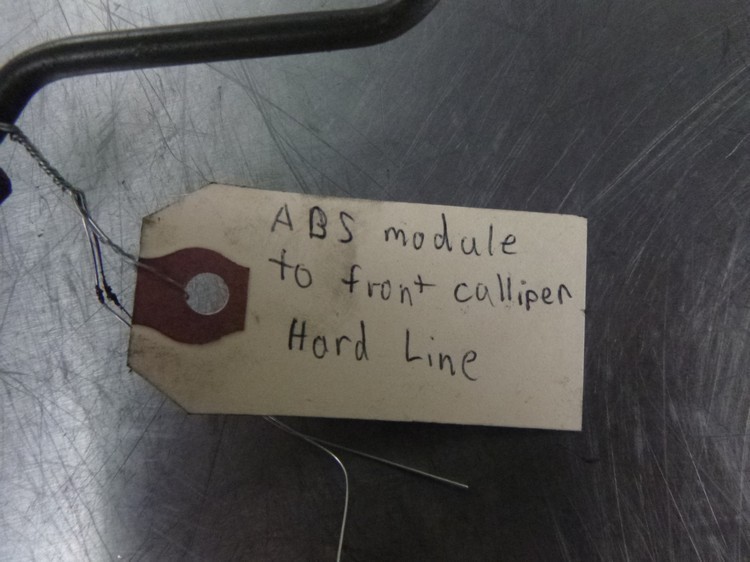 ABS module
to front calliper
Hard Line